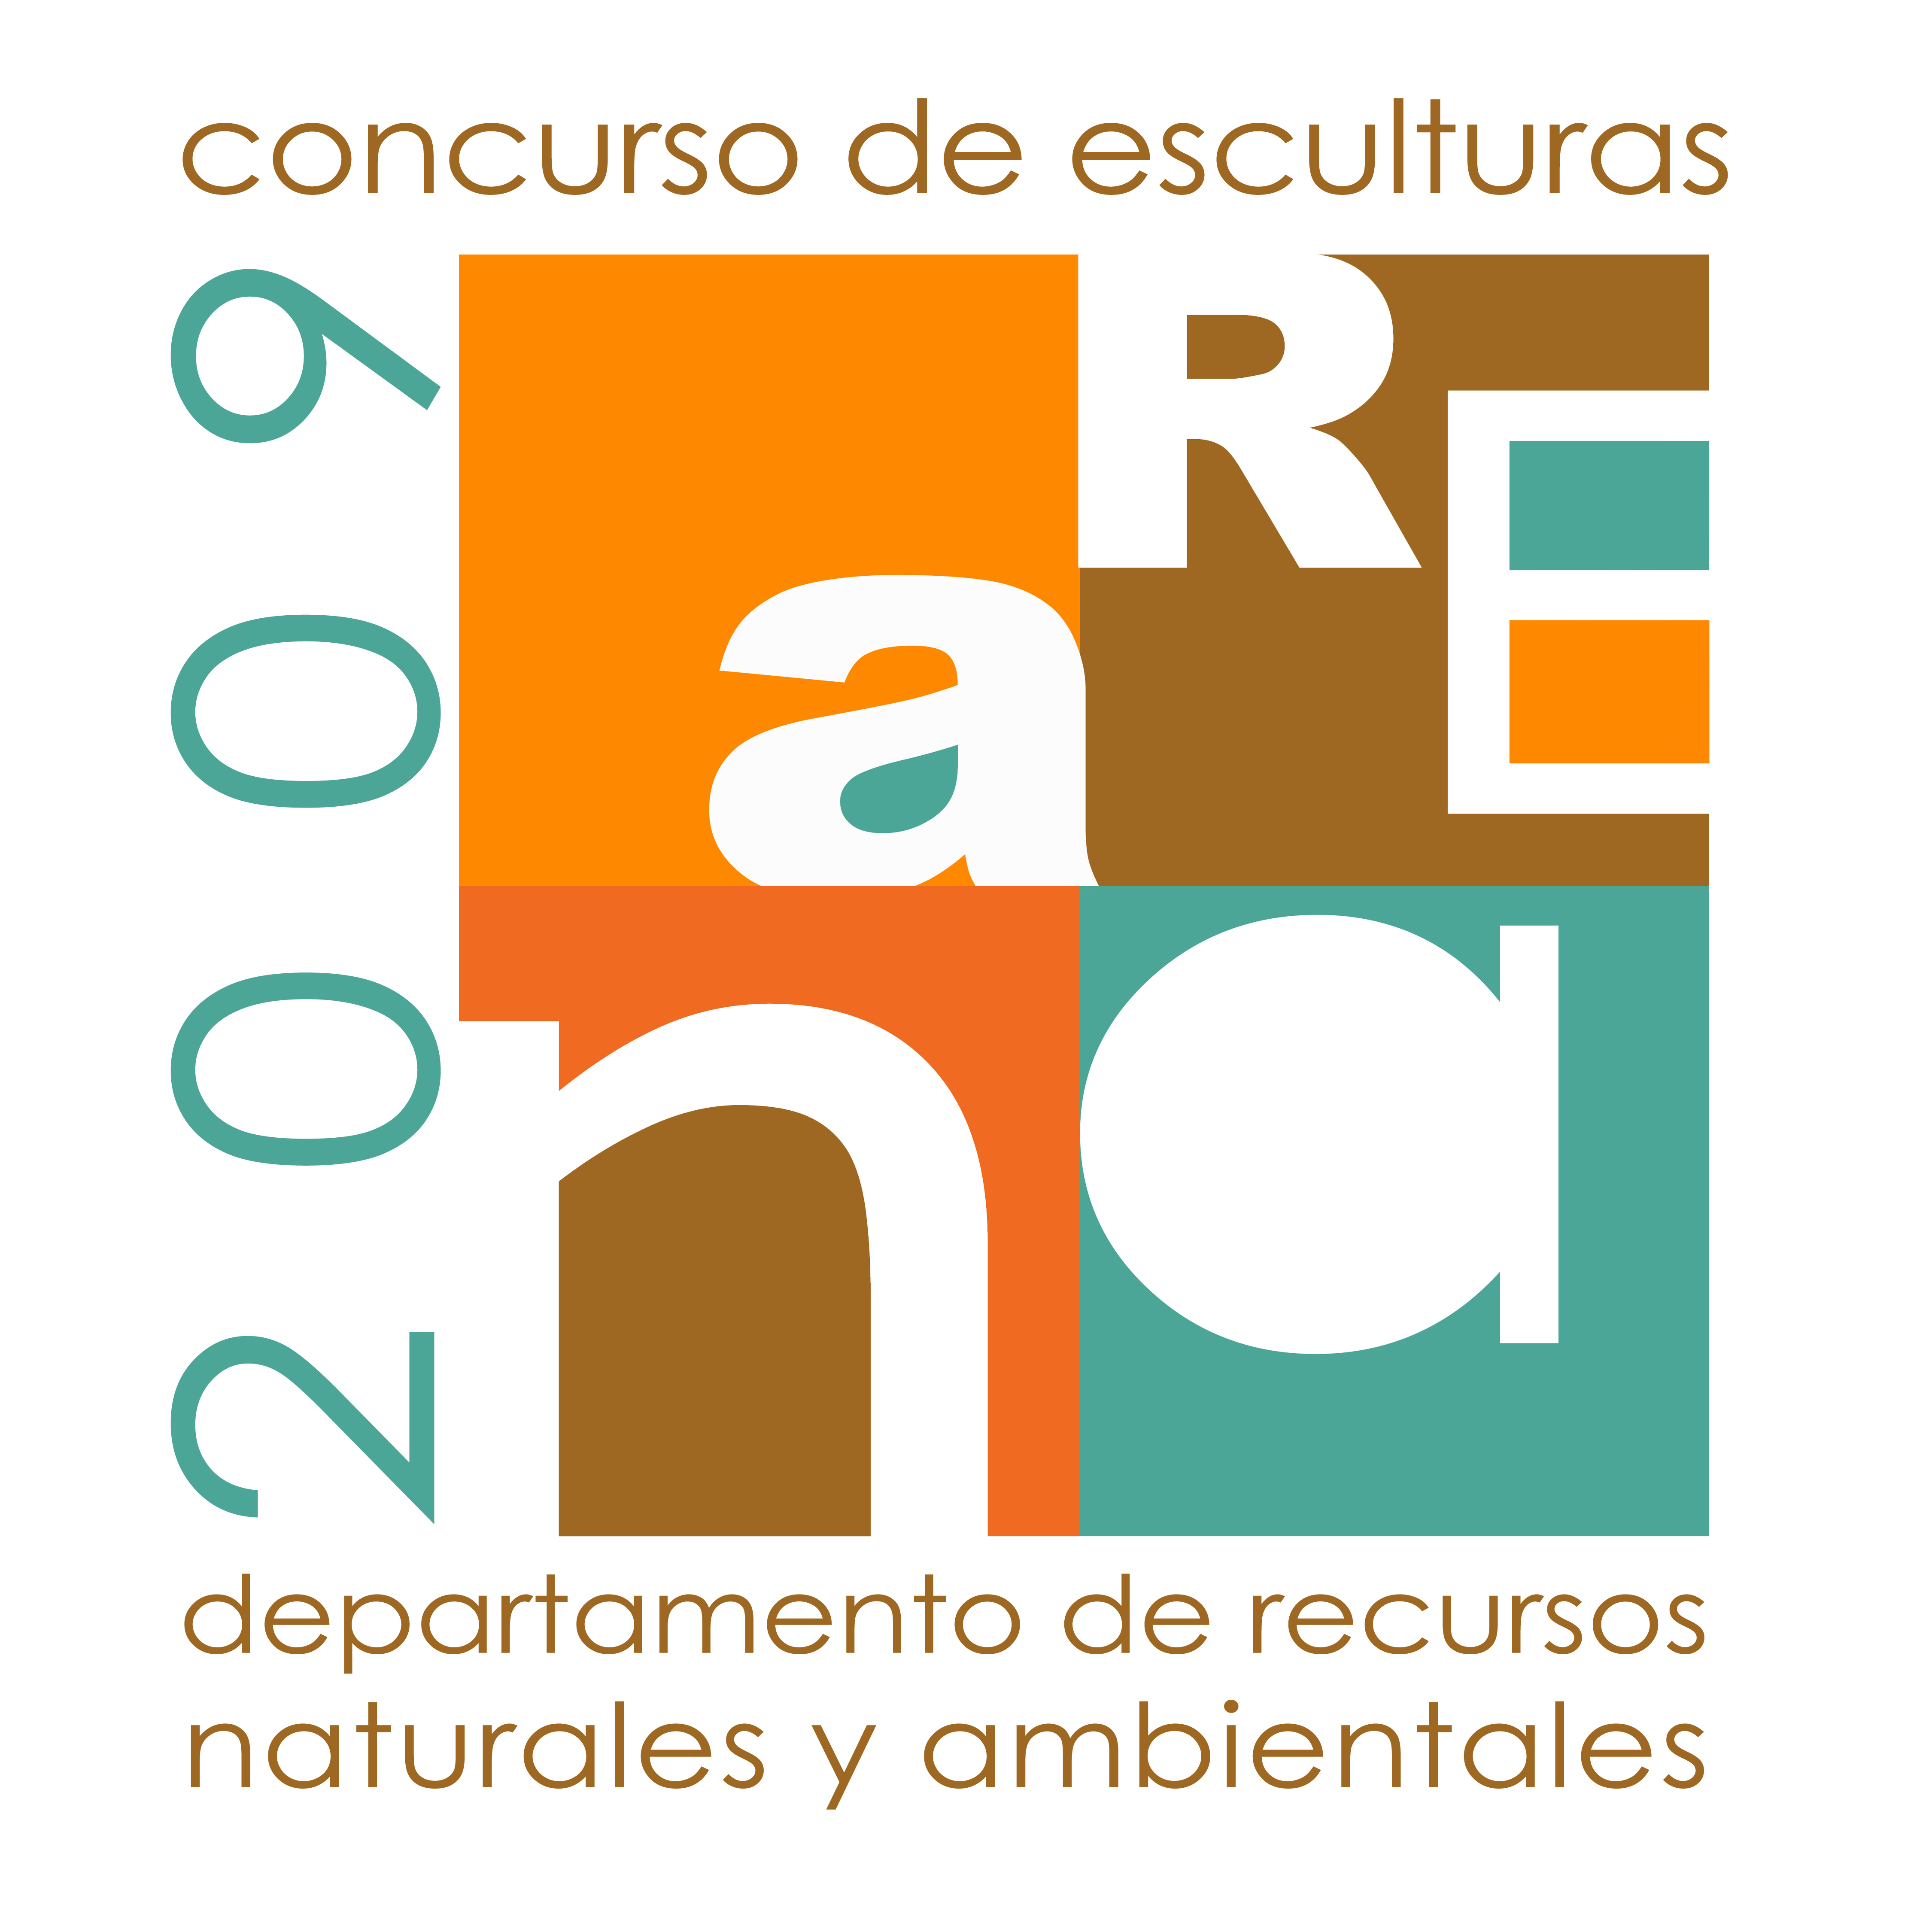 concurso de esculturas
2009
aRE
na
departamento de recursos
naturales y ambientales